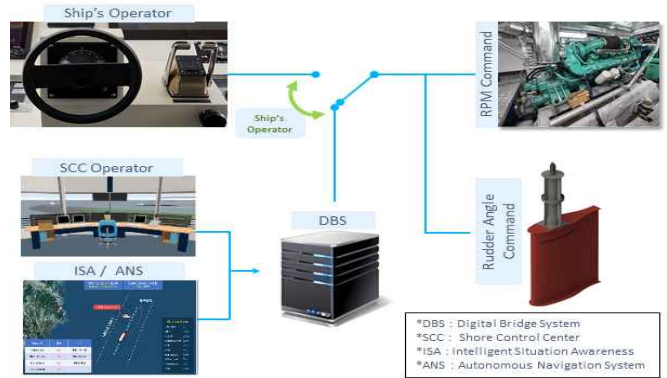 Ship's Operator
RPM Command
Ship's
Operator
SCC Operator
DBS
Rudder Angle
Command
ISA / ANS
*DBS : Digital Bridge System
*SCC : Shore Control Center
*ISA : Intelligent Situation Awareness
*ANS : Autonomous Navigation System